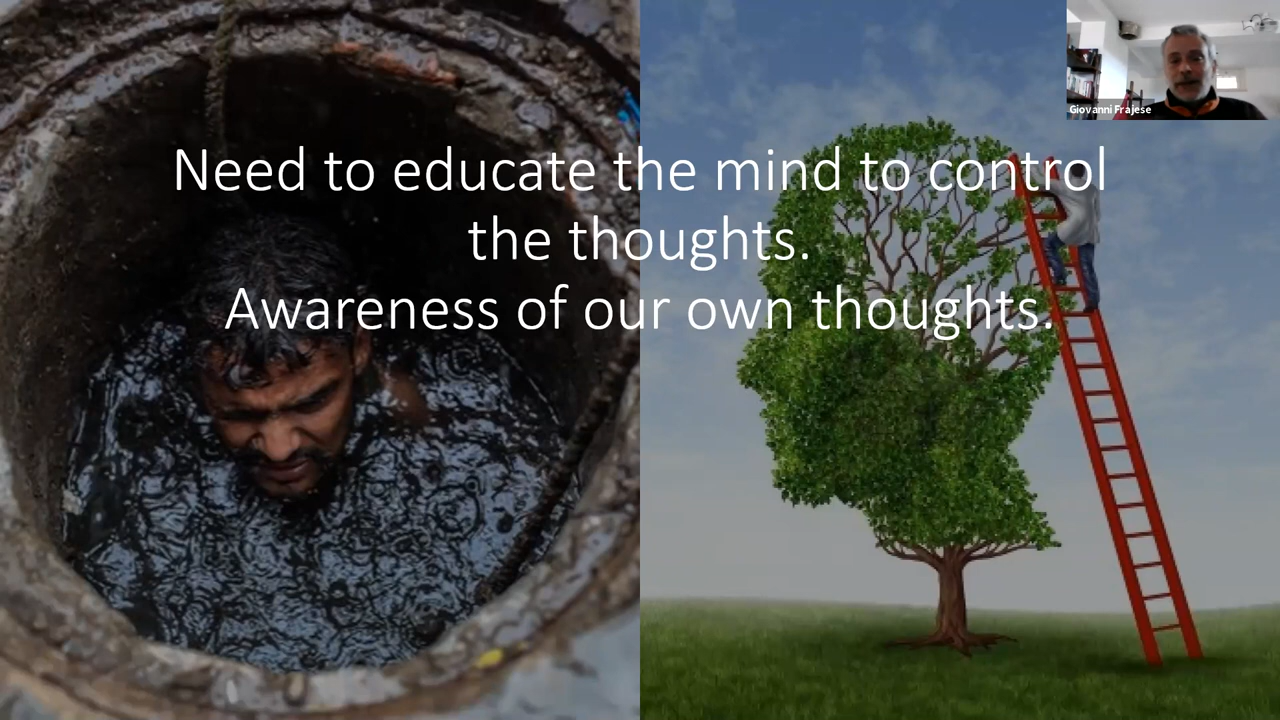 Giovanni Frajese
Need to educate the mind to control
the thoughts.
Awareness of our own thoughts.